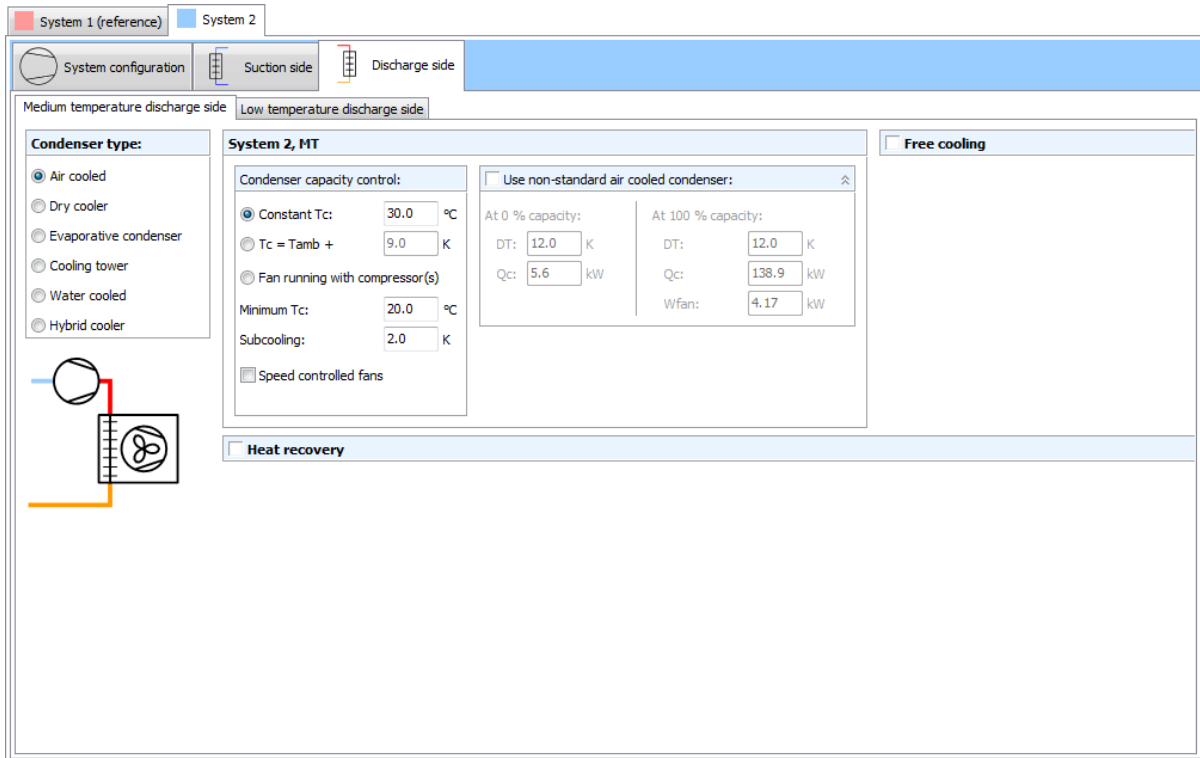 System 1 (reference) System 2
System configuration Suction side Discharge side
Medium temperature discharge side Low temperature discharge side
Condenser type:
Air cooled
Dry cooler
Evaporative condenser
Cooling tower
Water cooled
Hybrid cooler
System 2, MT
Condenser capacity control:
Constant Tc: 30.0 ºC
Tc = Tamb + 9.0 K
Fan running with compressor(s)
Minimum Tc: 20.0 ºC
Subcooling: 2.0 K
Speed controlled fans
Use non-standard air cooled condenser:
At 0 % capacity:
DT: 12.0 K
Qc: 5.6 kW
At 100 % capacity:
DT: 12.0 K
Qc: 138.9 kW
Wfan: 4.17 kW
Free cooling
Heat recovery